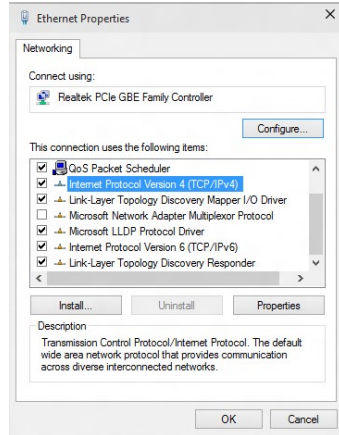 Ethernet Properties
Networking
Connect using:
Realtek PCIe GBE Family Controller
Configure...
This connection uses the following items:
QoS Packet Scheduler
Internet Protocol Version 4 (TCP/IPv4)
Link-Layer Topology Discovery Mapper I/O Driver
Microsoft Network Adapter Multiplexor Protocol
Microsoft LLDP Protocol Driver
Internet Protocol Version 6 (TCP/IPv6)
Link-Layer Topology Discovery Responder
Install... Uninstall Properties
Description
Transmission Control Protocol/Internet Protocol. The default
wide area network protocol that provides communication
across diverse interconnected networks.
OK Cancel